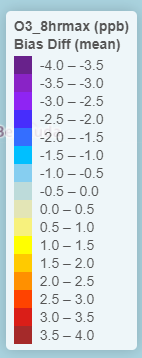 O3_8hrmax (ppb)
Bias Diff (mean)
-4.0 – -3.5
-3.5 – -3.0
-3.0 – -2.5
-2.5 – -2.0
-2.0 – -1.5
-1.5 – -1.0
-1.0 – -0.5
-0.5 – 0.0
0.0 – 0.5
0.5 – 1.0
1.0 – 1.5
1.5 – 2.0
2.0 – 2.5
2.5 – 3.0
3.0 – 3.5
3.5 – 4.0